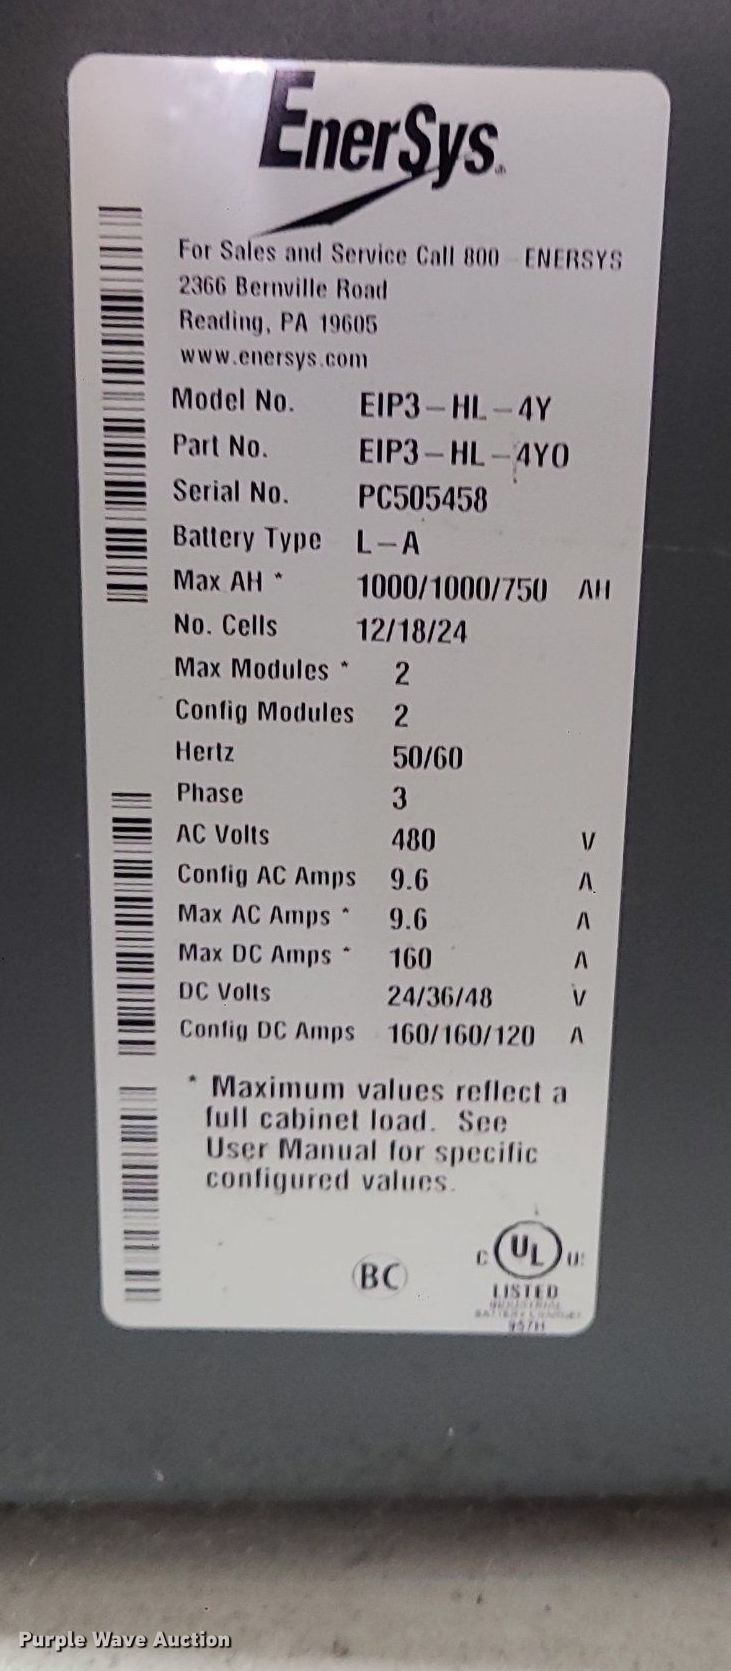 EnerSys
For Sales and Service Call 800 ENERSYS
2366 Bernville Road
Reading, PA 19605
www.enersys.com
Model No. EIP3-HL-4Y
Part No. EIP3-HL-4Y0
Serial No. PC505458
Battery Type L-A
Max AH * 1000/1000/750 AH
No. Cells 12/18/24
Max Modules * 2
Config Modules 2
Hertz 50/60
Phase 3
AC Volts 480 V
Config AC Amps 9.6 A
Max AC Amps * 9.6 A
Max DC Amps * 160 A
DC Volts 24/36/48 V
Config DC Amps 160/160/120 A
* Maximum values reflect a
full cabinet load. See
User Manual for specific
configured values.
BC
C UL US
LISTED
INDUSTRIAL
BATTERY CHARGER
957H
Purple Wave Auction